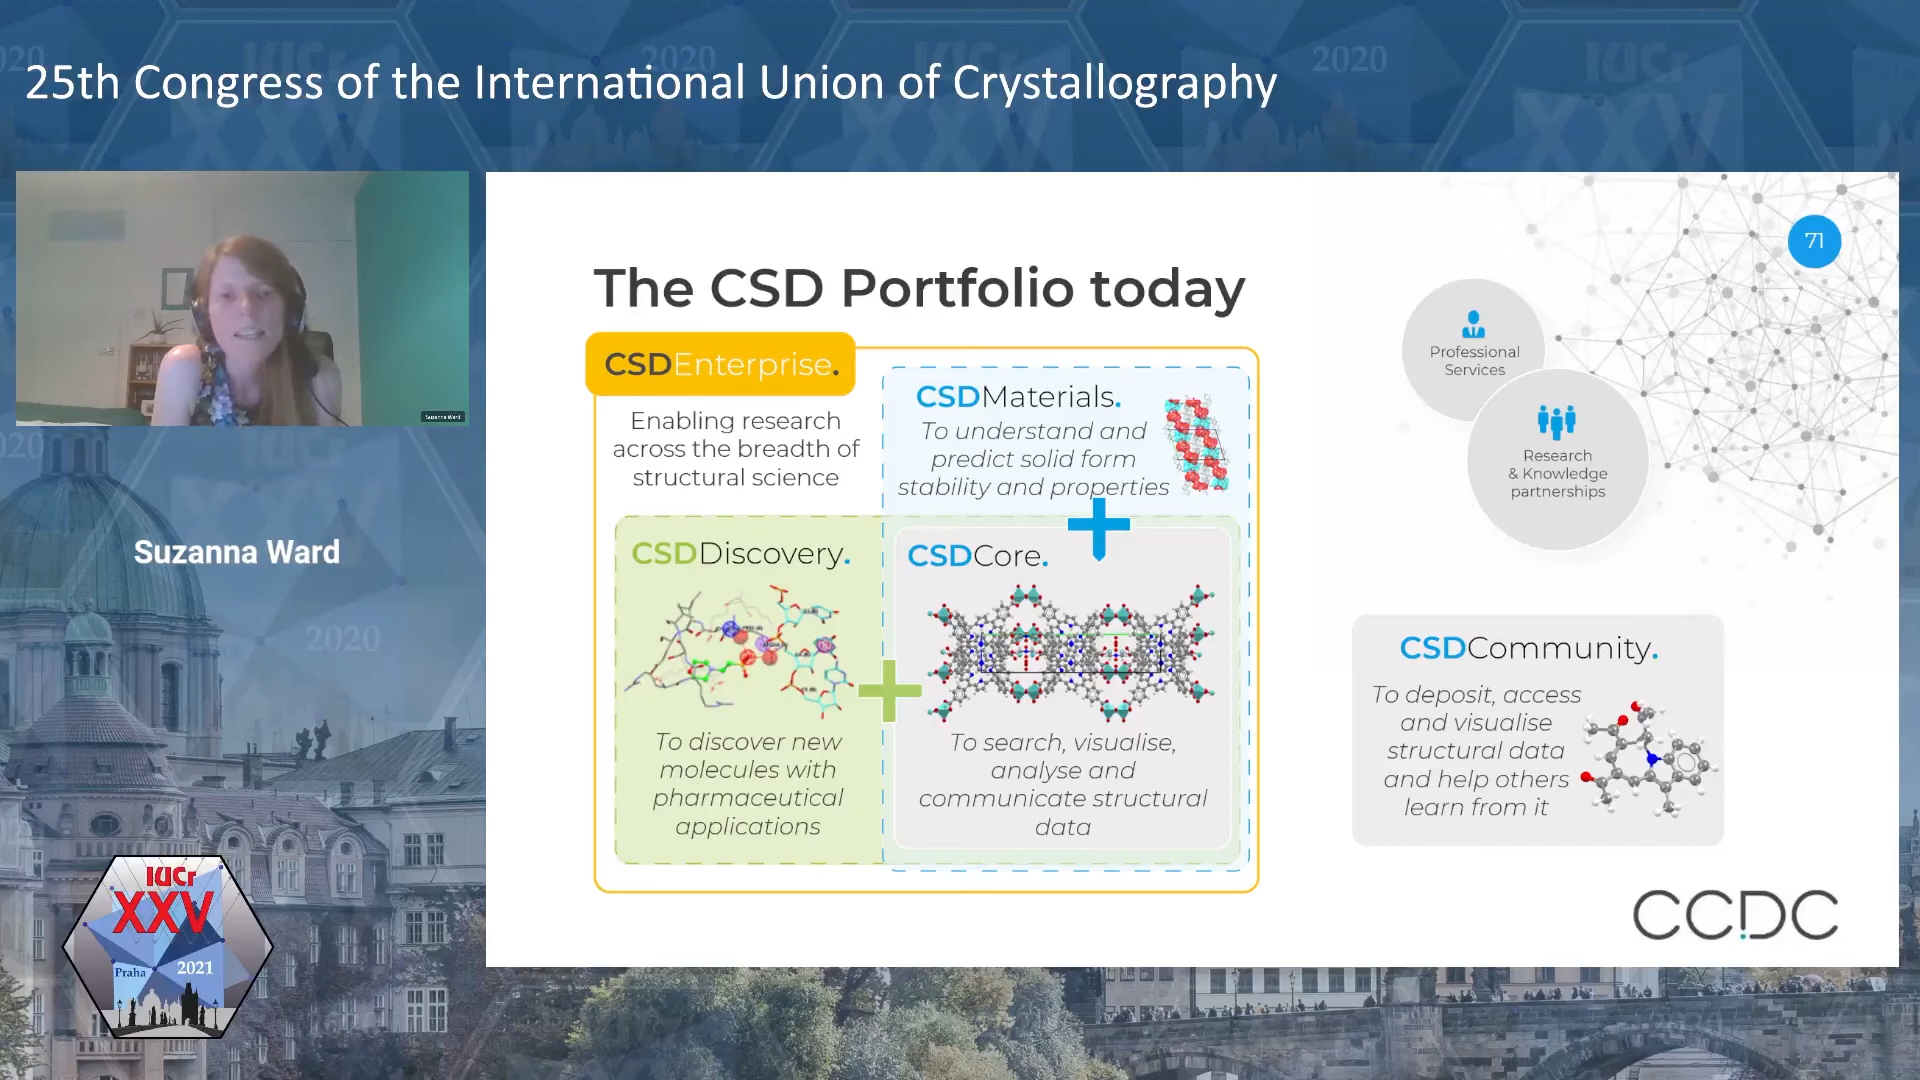 25th Congress of the International Union of Crystallography
Suzanna Ward
Suzanna Ward
IUCr
XXV
Praha
2021
The CSD Portfolio today
71
CSDEnterprise.
Enabling research
across the breadth of
structural science
CSDMaterials.
To understand and
predict solid form
stability and properties
CSDDiscovery.
To discover new
molecules with
pharmaceutical
applications
CSDCore.
To search, visualise,
analyse and
communicate structural
data
Professional
Services
Research
& Knowledge
partnerships
CSDCommunity.
To deposit, access
and visualise
structural data
and help others
learn from it
CCDC
2020
2020
2020